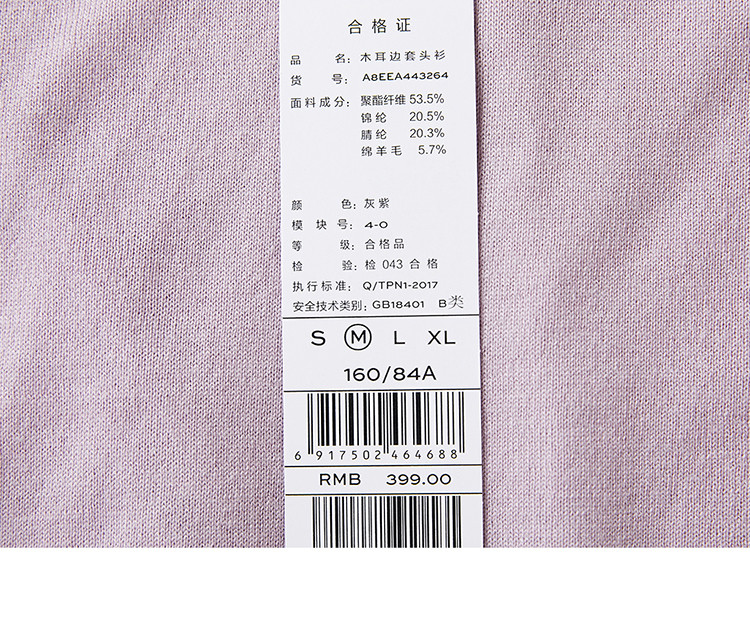 合格证
品 名：木耳边套头衫
货 号：A8EEA443264
面料成分：聚酯纤维 53.5%
锦纶 20.5%
腈纶 20.3%
绵羊毛 5.7%
颜 色：灰紫
模 块 号：4-0
等 级：合格品
检 验：检 043 合格
执行标准：Q/TPN1-2017
安全技术类别：GB18401 B类
S M L XL
160/84A
6 917502 464688
RMB 399.00